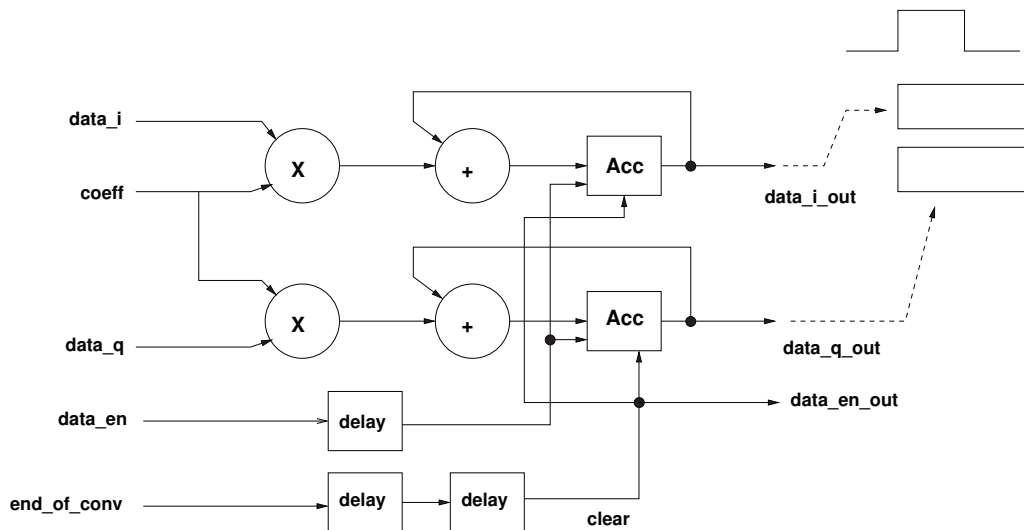 data_i
X
+
Acc
coeff
data_i_out
X
+
Acc
data_q
data_q_out
data_en
delay
data_en_out
end_of_conv
delay
delay
clear